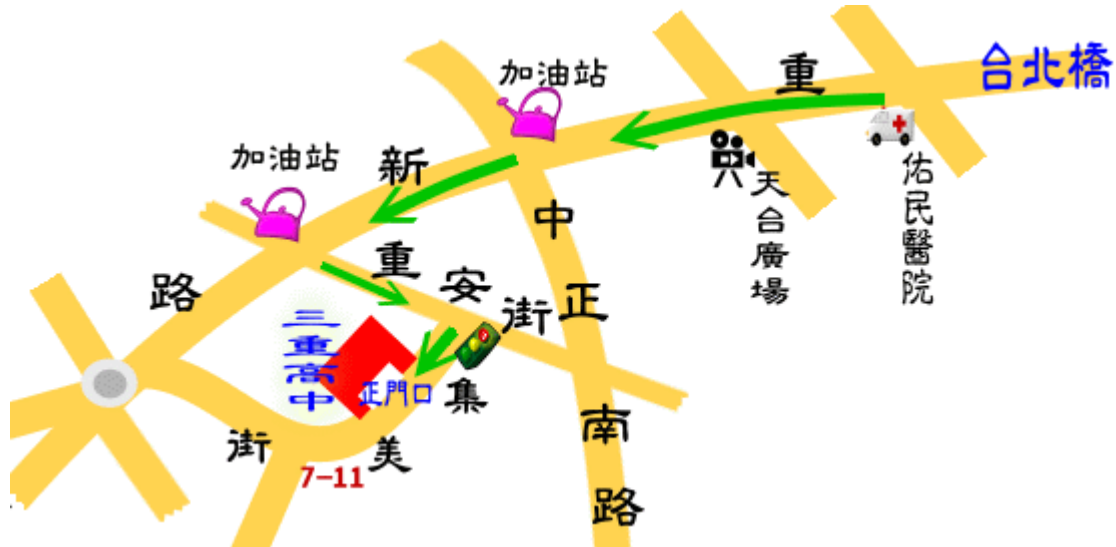 台北橋
重新路
加油站
加油站
天台廣場
佑民醫院
中正南路
重安街
三重高中
正門口
集美街
7-11